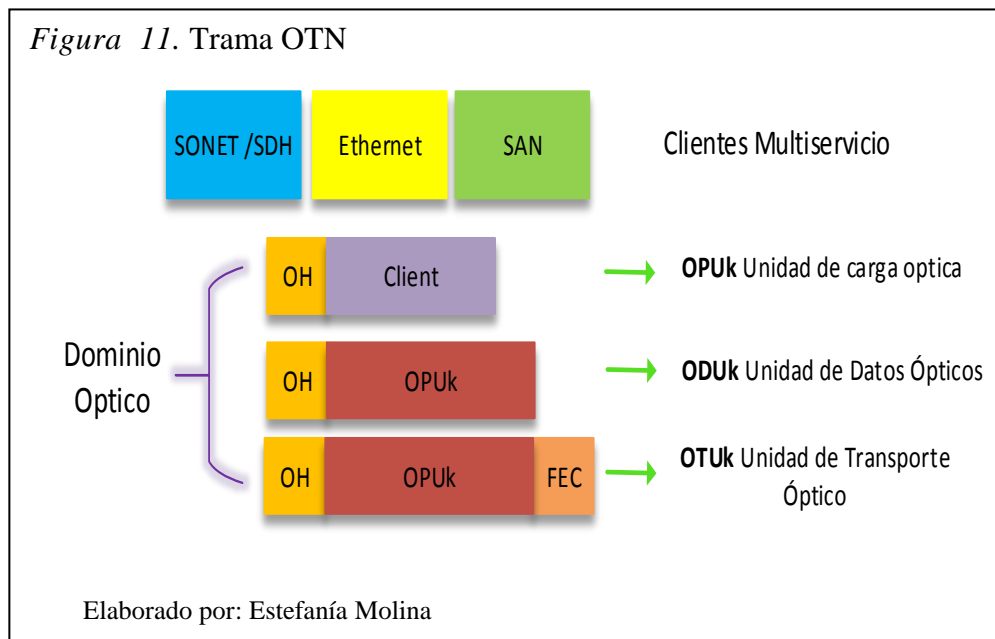 Figura 11. Trama OTN
SONET /SDH
Ethernet
SAN
Clientes Multiservicio
OH
Client
OPUk Unidad de carga optica
Dominio
Optico
OH
OPUk
ODUk Unidad de Datos Ópticos
OH
OPUk
FEC
OTUk Unidad de Transporte
Óptico
Elaborado por: Estefanía Molina